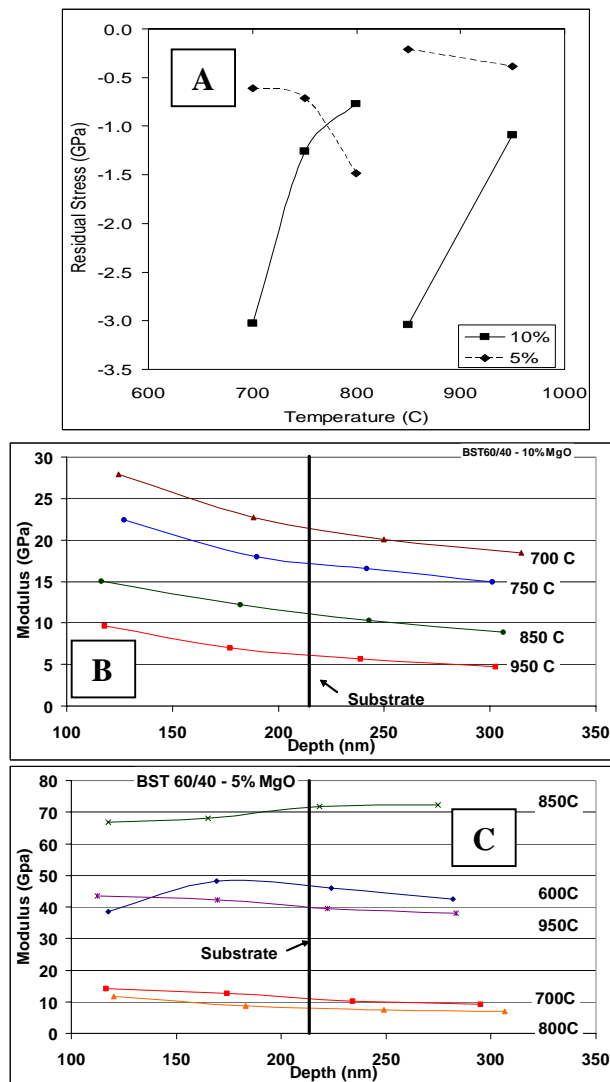 0.0
-0.5
-1.0
-1.5
-2.0
-2.5
-3.0
-3.5
Residual Stress (GPa)
A
10%
5%
600 700 800 900 1000
Temperature (C)
BST60/40 - 10%MgO
30
25
20
15
10
5
0
Modulus (GPa)
700 C
750 C
850 C
950 C
B
Substrate
100 150 200 250 300 350
Depth (nm)
BST 60/40 - 5% MgO
80
70
60
50
40
30
20
10
0
Modulus (Gpa)
C
850C
600C
950C
Substrate
700C
800C
100 150 200 250 300 350
Depth (nm)